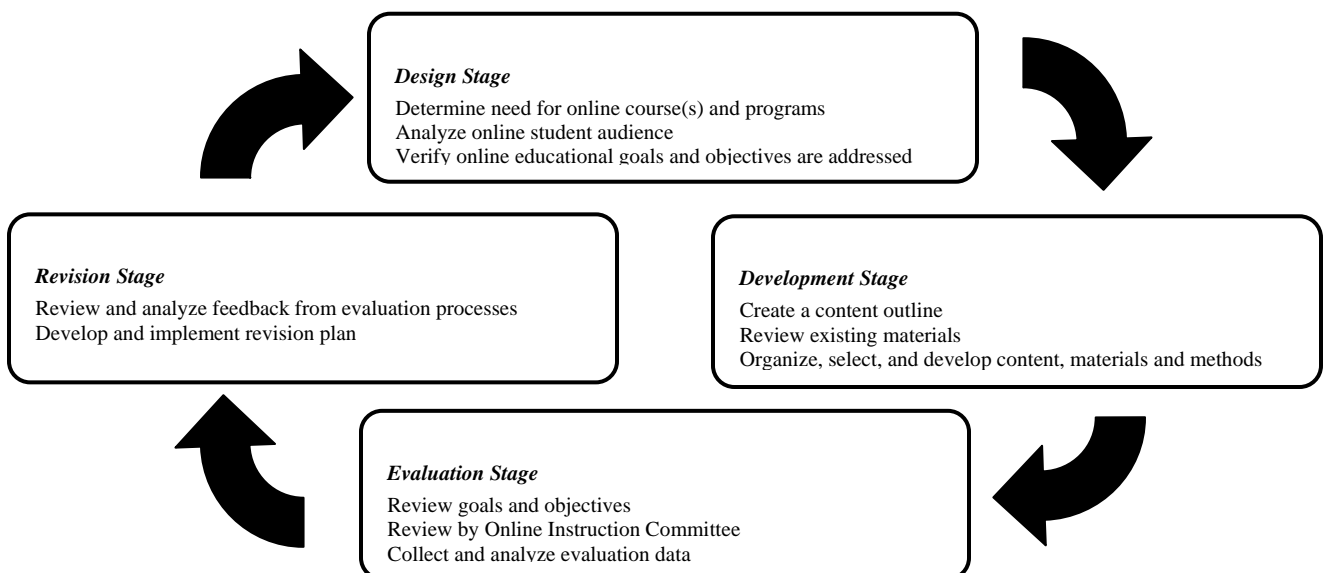 Design Stage
Determine need for online course(s) and programs
Analyze online student audience
Verify online educational goals and objectives are addressed
Revision Stage
Review and analyze feedback from evaluation processes
Develop and implement revision plan
Development Stage
Create a content outline
Review existing materials
Organize, select, and develop content, materials and methods
Evaluation Stage
Review goals and objectives
Review by Online Instruction Committee
Collect and analyze evaluation data